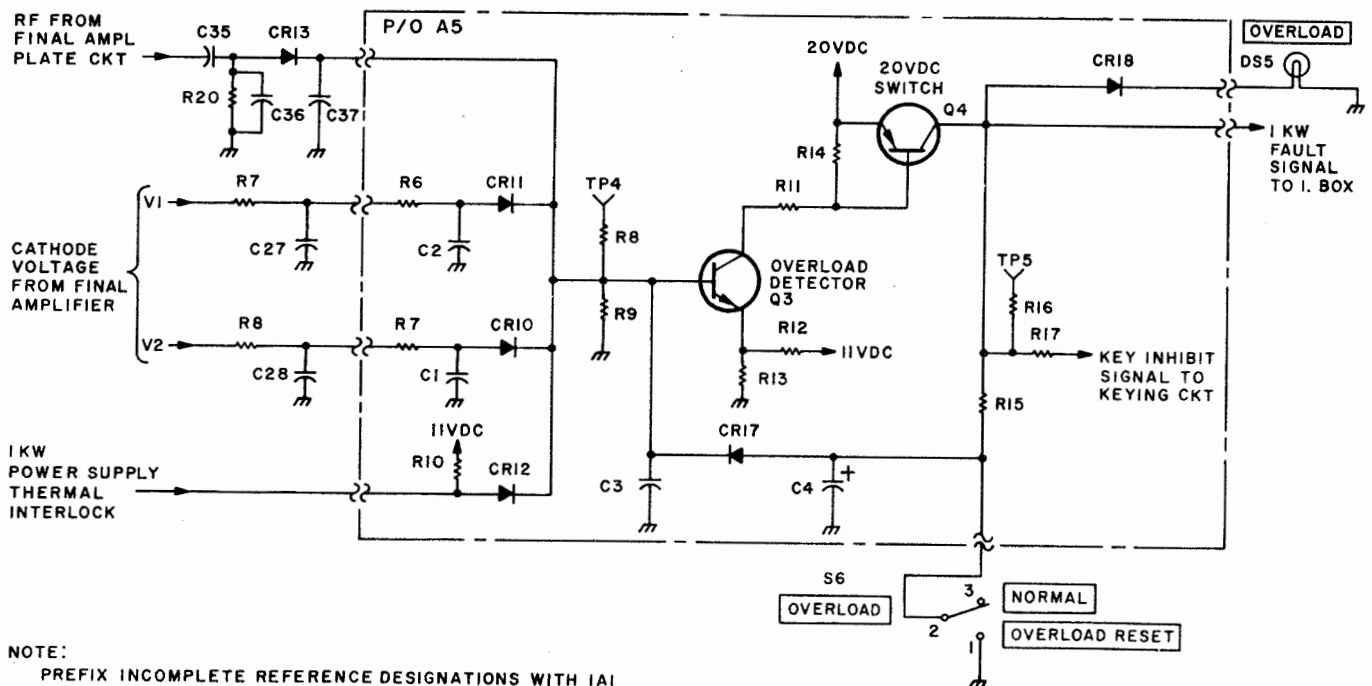 RF FROM
FINAL AMPL
PLATE CKT
C35
CR13
R20
C36
C37
P/O A5
20VDC
20VDC
SWITCH
Q4
CR18
OVERLOAD
DS5
1 KW
FAULT
SIGNAL
TO I. BOX
R14
R11
CATHODE
VOLTAGE
FROM FINAL
AMPLIFIER
V1
R7
C27
R6
C2
CR11
TP4
R8
R9
OVERLOAD
DETECTOR
Q3
R12
11VDC
R13
TP5
R16
R17
KEY INHIBIT
SIGNAL TO
KEYING CKT
R15
V2
R8
C28
R7
C1
CR10
1 KW
POWER SUPPLY
THERMAL
INTERLOCK
11VDC
R10
CR12
CR17
C3
C4
+
S6
OVERLOAD
3
NORMAL
2
OVERLOAD RESET
1
NOTE:
PREFIX INCOMPLETE REFERENCE DESIGNATIONS WITH 1A1